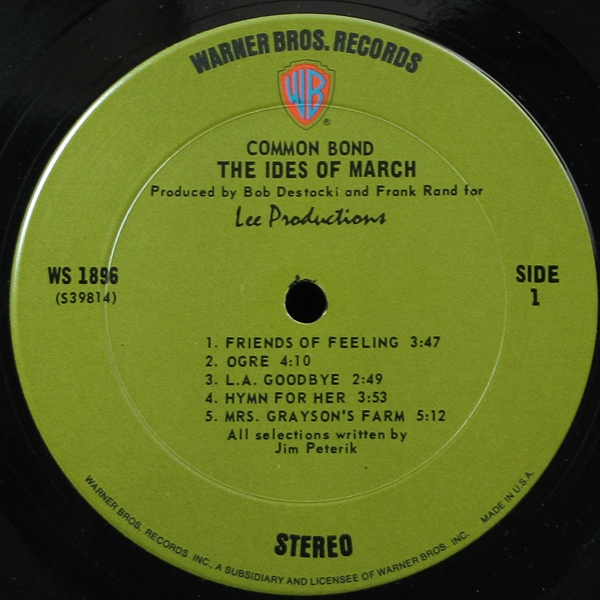 WARNER BROS. RECORDS
WB
®
COMMON BOND
THE IDES OF MARCH
Produced by Bob Destocki and Frank Rand for
Lee Productions
WS 1896
(S39814)
SIDE
1
1. FRIENDS OF FEELING 3:47
2. OGRE 4:10
3. L.A. GOODBYE 2:49
4. HYMN FOR HER 3:53
5. MRS. GRAYSON'S FARM 5:12
All selections written by
Jim Peterik
STEREO
WARNER BROS. RECORDS INC., A SUBSIDIARY AND LICENSEE OF WARNER BROS. INC. MADE IN U.S.A.